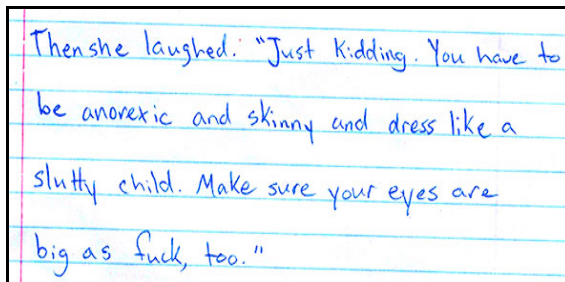 Then she laughed. "Just kidding. You have to
be anorexic and skinny and dress like a
slutty child. Make sure your eyes are
big as fuck, too."